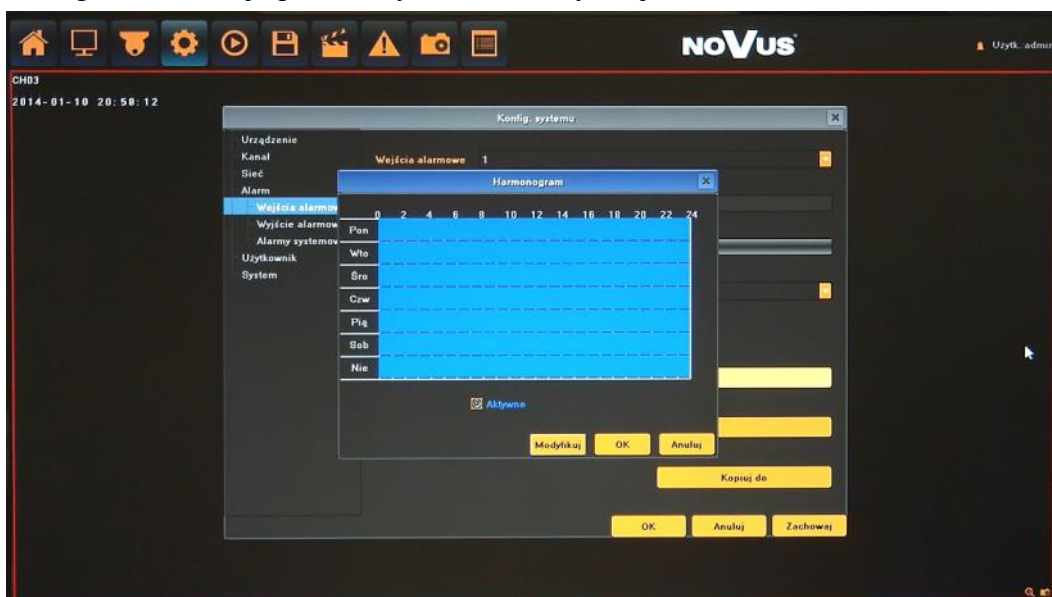 NOVUS
Użytk.:admin
CH03
2014-01-10 20:58:12
Konfig. systemu
Urządzenie
Kanał
Sieć
Alarm
Wejścia alarmow
Wyjście alarmow
Alarmy systemow
Użytkownik
System
Wejścia alarmowe 1
Harmonogram
0 2 4 6 8 10 12 14 16 18 20 22 24
Pon
Wto
Śro
Czw
Pią
Sob
Nie
Aktywne
Modyfikuj OK Anuluj
Kopiuj do
OK Anuluj Zachowaj